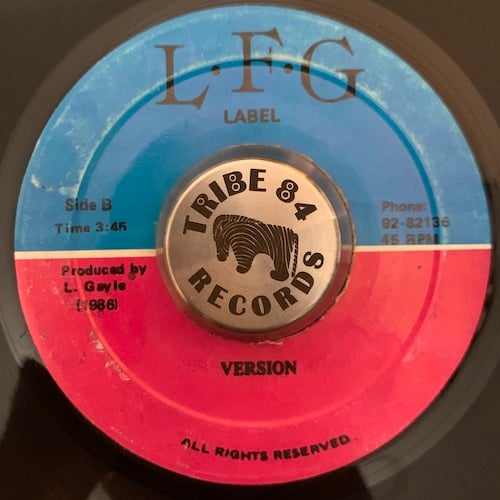 L.F.G
LABEL
Side B
Time 3:45
Phone:
92-82136
45 RPM
TRIBE 84
RECORDS
Produced by
L. Gayle
(1986)
VERSION
ALL RIGHTS RESERVED